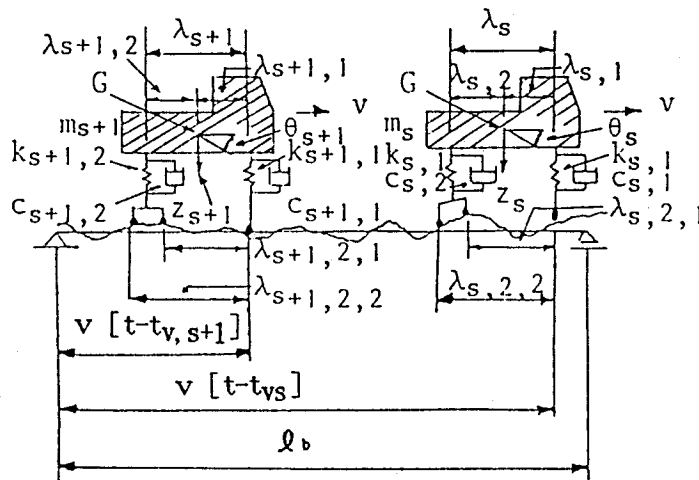 λs+1 λs
λs+1,2 λs+1,1 λs,2 λs,1
G G
v v
ms+1 θs+1 ms θs
ks+1,2 ks+1,1 ks,1 ks,1
cs,2 cs,1
cs+1,2 zs+1 cs+1,1 zs λs,2,1
λs+1,2,1
λs+1,2,2 λs,2,2
v [t-tv,s+1]
v [t-tvs]
ℓb